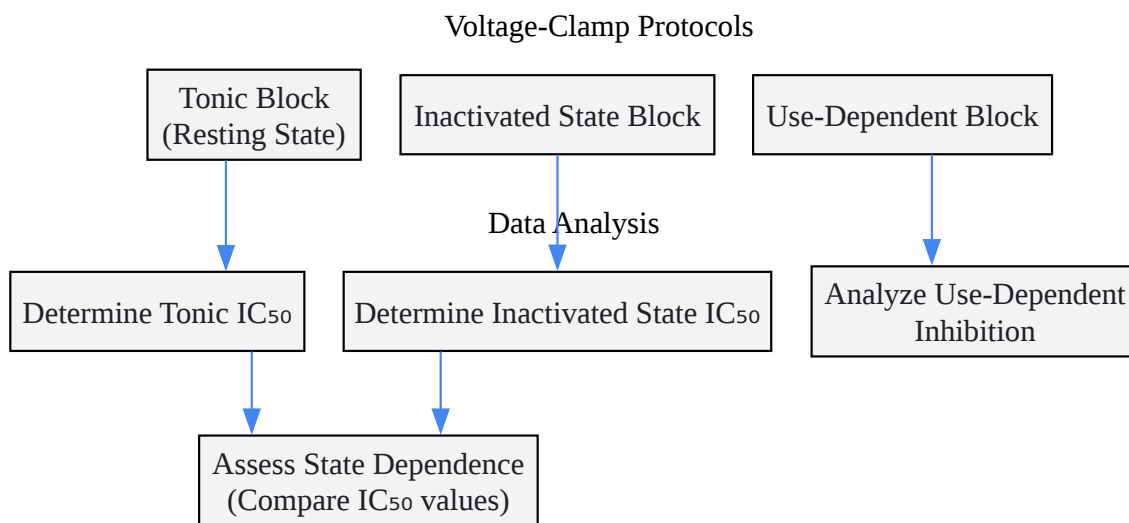 Voltage-Clamp Protocols
Tonic Block
(Resting State)
Inactivated State Block
Use-Dependent Block
Data Analysis
Determine Tonic IC₅₀
Determine Inactivated State IC₅₀
Analyze Use-Dependent
Inhibition
Assess State Dependence
(Compare IC₅₀ values)